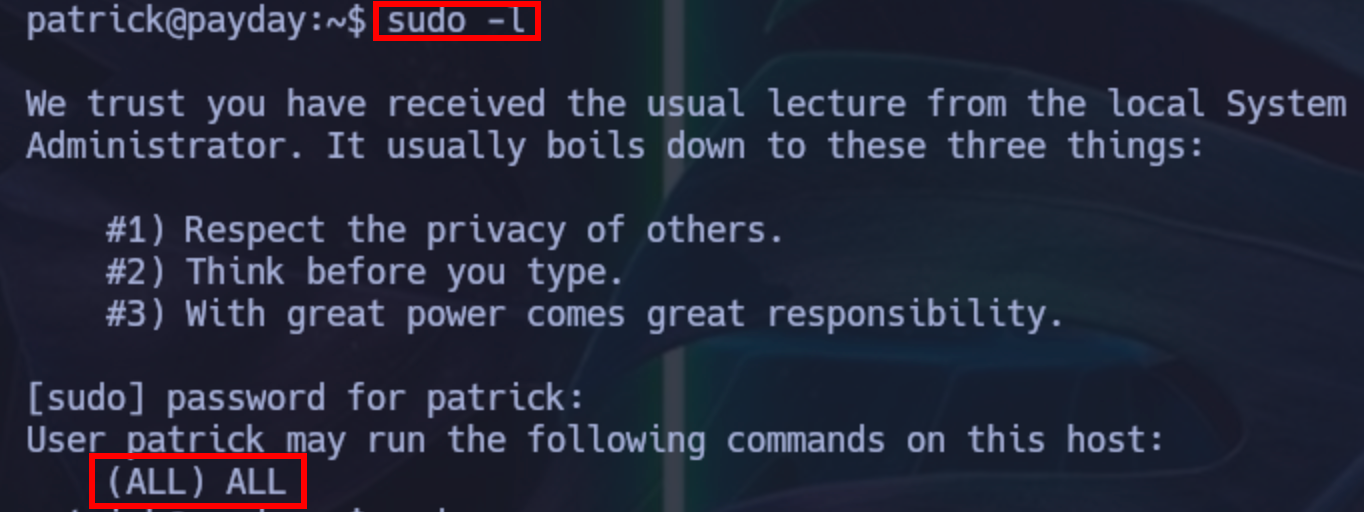 patrick@payday:~$ sudo -l
We trust you have received the usual lecture from the local System
Administrator. It usually boils down to these three things:
#1) Respect the privacy of others.
#2) Think before you type.
#3) With great power comes great responsibility.
[sudo] password for patrick:
User patrick may run the following commands on this host:
(ALL) ALL